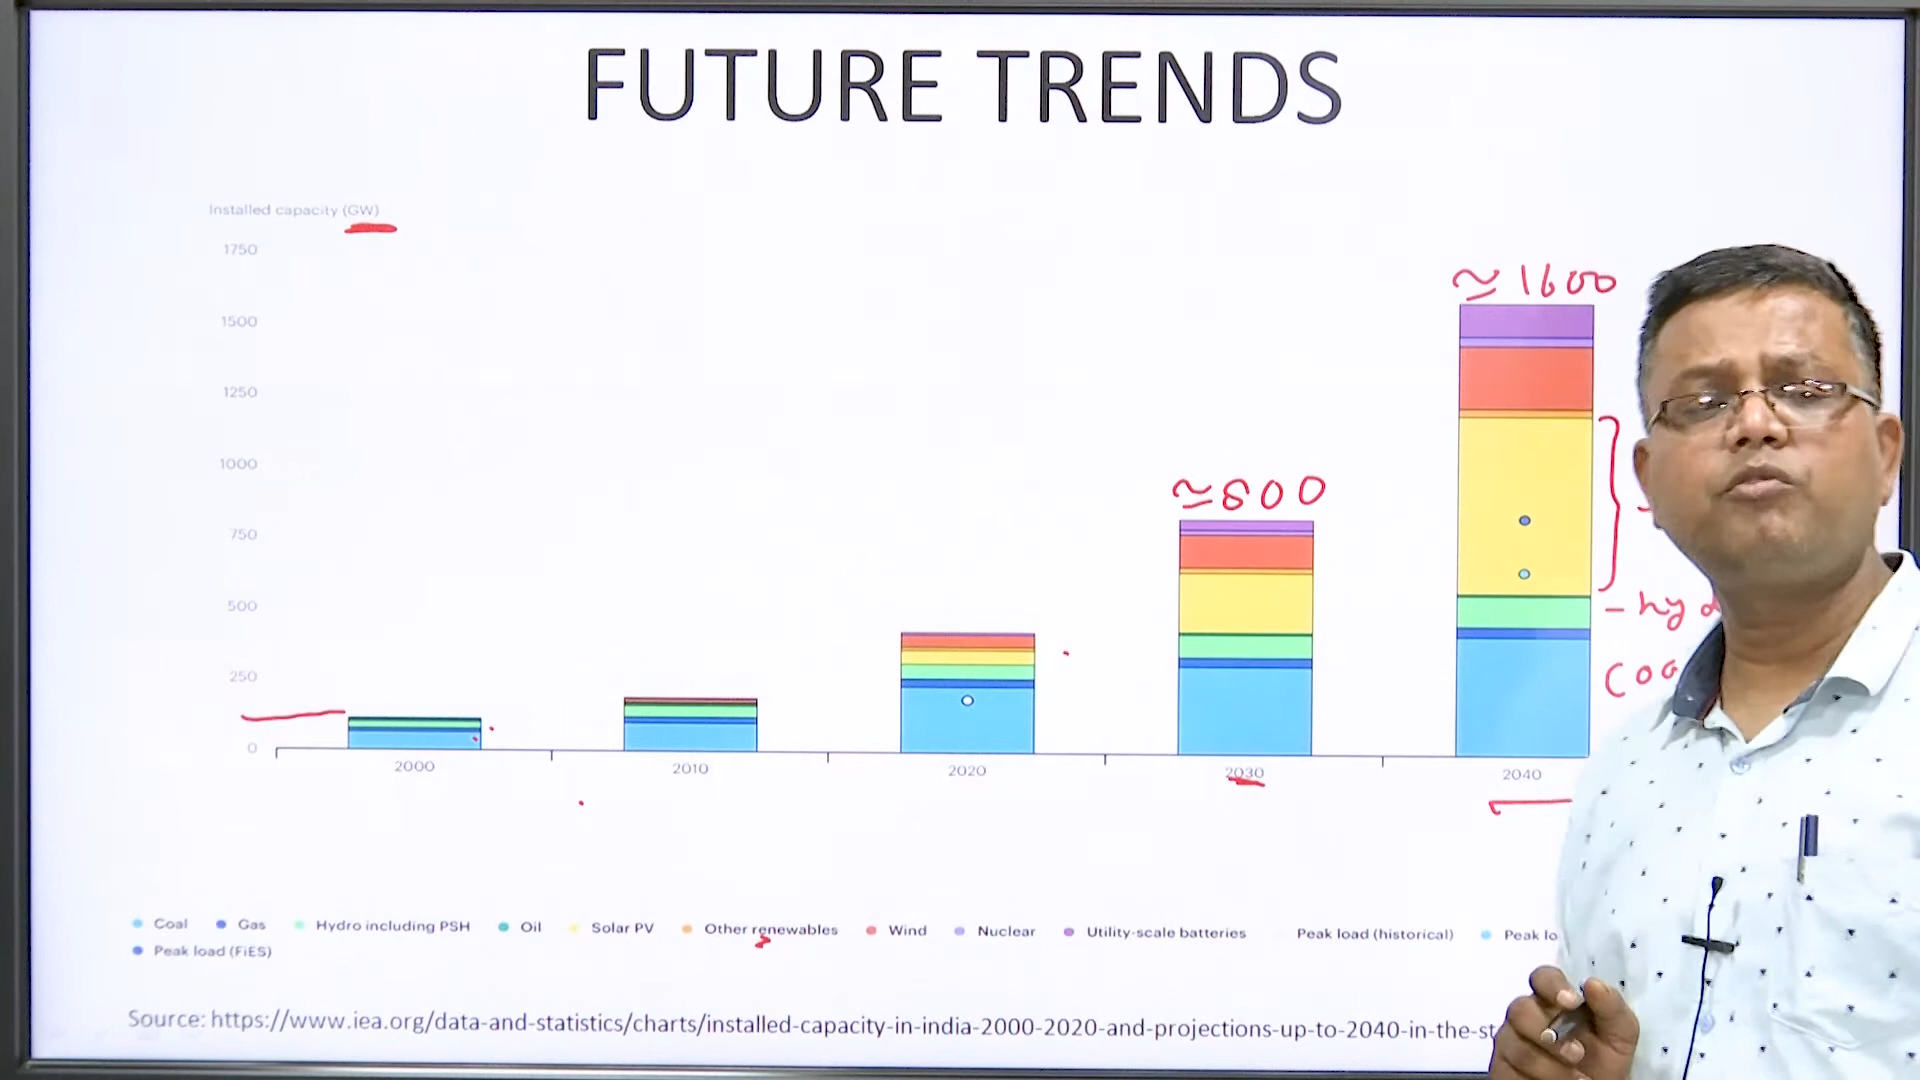 FUTURE TRENDS
Installed capacity (GW)
1750
≃ 1600
1500
1250
1000
≃ 800
750
500
- hyd
250
coa
0
2000 2010 2020 2030 2040
Coal Gas Hydro including PSH Oil Solar PV Other renewables Wind Nuclear Utility-scale batteries Peak load (historical) Peak lo
Peak load (FiES)
Source: https://www.iea.org/data-and-statistics/charts/installed-capacity-in-india-2000-2020-and-projections-up-to-2040-in-the-st